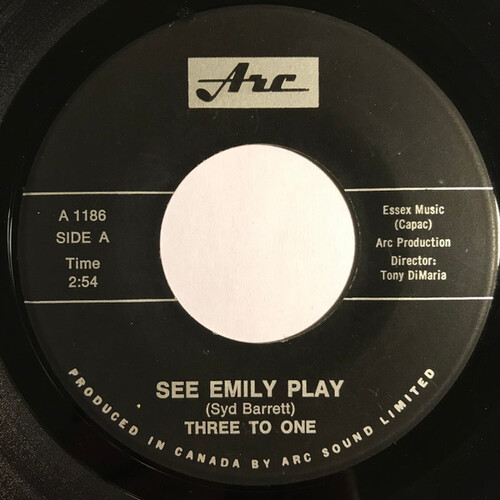 Arc
A 1186
SIDE A
Time
2:54
Essex Music
(Capac)
Arc Production
Director:
Tony DiMaria
SEE EMILY PLAY
(Syd Barrett)
THREE TO ONE
PRODUCED IN CANADA BY ARC SOUND LIMITED